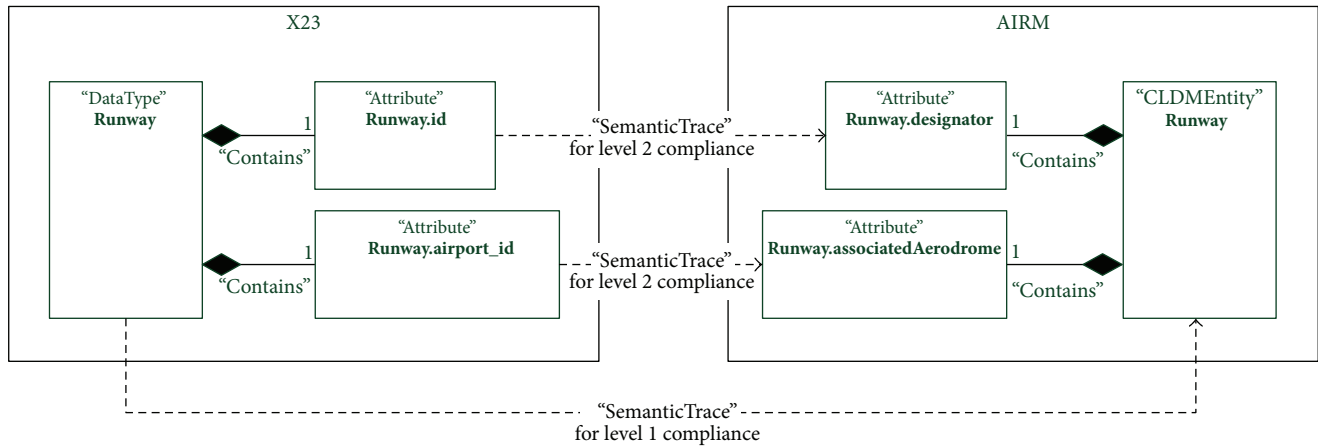 X23
AIRM
“DataType”
Runway
“Attribute”
Runway.id
1
“Contains”
“SemanticTrace”
for level 2 compliance
“Attribute”
Runway.designator
1
“Contains”
“CLDMEntity”
Runway
“Attribute”
Runway.airport_id
1
“Contains”
“SemanticTrace”
for level 2 compliance
“Attribute”
Runway.associatedAerodrome
1
“Contains”
“SemanticTrace”
for level 1 compliance